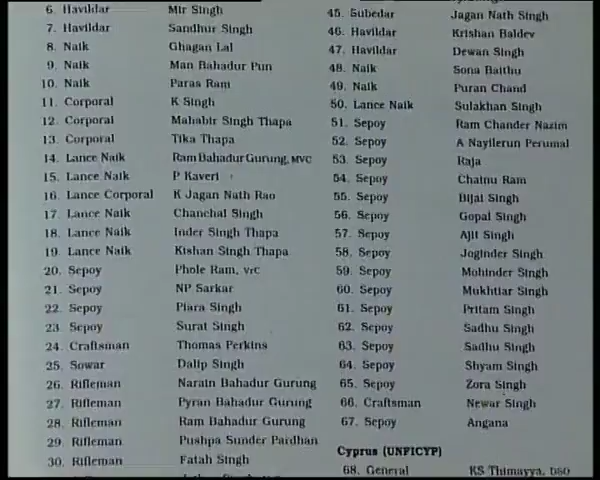 6. Havildar Mir Singh
7. Havildar Sandhur Singh
8. Naik Ghagan Lal
9. Naik Man Bahadur Pun
10. Naik Paras Ram
11. Corporal K Singh
12. Corporal Mahabir Singh Thapa
13. Corporal Tika Thapa
14. Lance Naik Ram Bahadur Gurung, MVC
15. Lance Naik P Kaveri
16. Lance Corporal K Jagan Nath Rao
17. Lance Naik Chanchal Singh
18. Lance Naik Inder Singh Thapa
19. Lance Naik Kishan Singh Thapa
20. Sepoy Phole Ram, VrC
21. Sepoy NP Sarkar
22. Sepoy Piara Singh
23. Sepoy Surat Singh
24. Craftsman Thomas Perkins
25. Sowar Dalip Singh
26. Rifleman Narain Bahadur Gurung
27. Rifleman Pyran Bahadur Gurung
28. Rifleman Ram Bahadur Gurung
29. Rifleman Pushpa Sunder Pardhan
30. Rifleman Fatah Singh
45. Subedar Jagan Nath Singh
46. Havildar Krishan Baldev
47. Havildar Dewan Singh
48. Naik Sona Baithu
49. Naik Puran Chand
50. Lance Naik Sulakhan Singh
51. Sepoy Ram Chander Nazim
52. Sepoy A Nayilerun Perumal
53. Sepoy Raja
54. Sepoy Chainu Ram
55. Sepoy Bijai Singh
56. Sepoy Gopal Singh
57. Sepoy Ajit Singh
58. Sepoy Joginder Singh
59. Sepoy Mohinder Singh
60. Sepoy Mukhtiar Singh
61. Sepoy Pritam Singh
62. Sepoy Sadhu Singh
63. Sepoy Sadhu Singh
64. Sepoy Shyam Singh
65. Sepoy Zora Singh
66. Craftsman Newar Singh
67. Sepoy Angana
Cyprus (UNFICYP)
68. General KS Thimayya, DSO